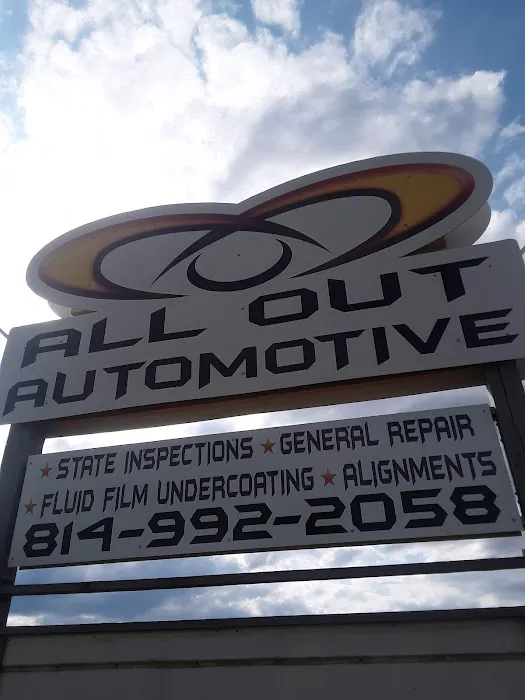 ALL OUT
AUTOMOTIVE
★ STATE INSPECTIONS ★ GENERAL REPAIR
★ FLUID FILM UNDERCOATING ★ ALIGNMENTS
814-992-2058